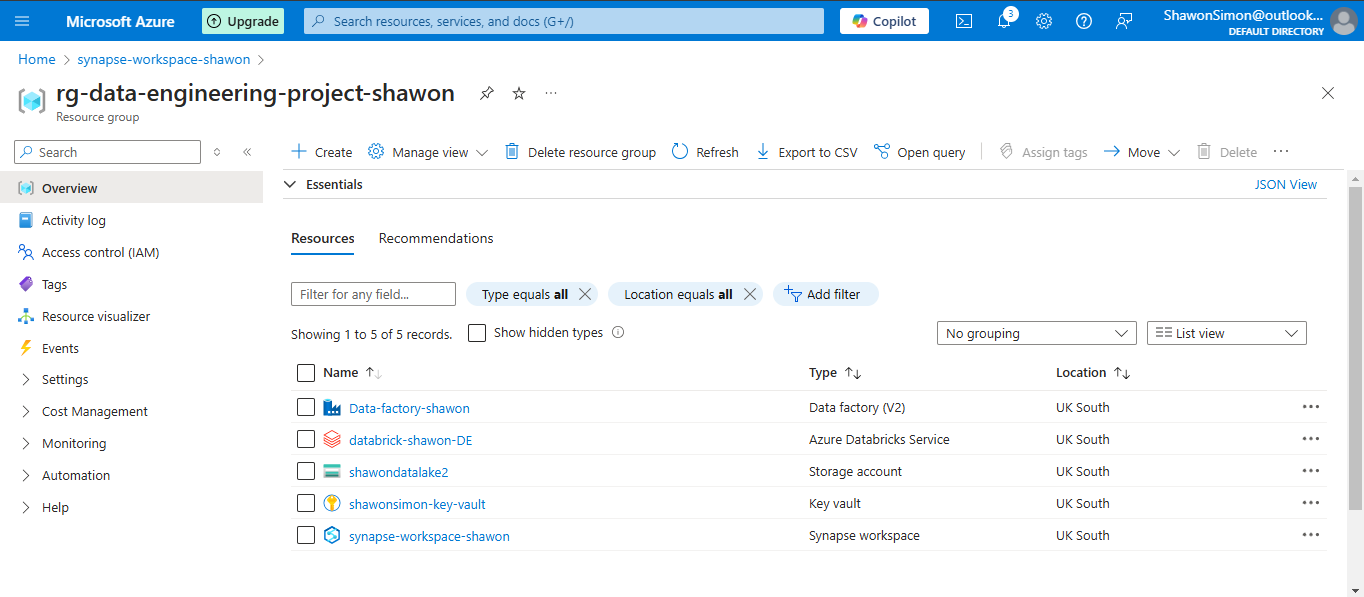 Microsoft Azure
Upgrade
Search resources, services, and docs (G+/)
Copilot
3
ShawonSimon@outlook...
DEFAULT DIRECTORY
Home > synapse-workspace-shawon >
rg-data-engineering-project-shawon
...
Resource group
Search
Create
Manage view
Delete resource group
Refresh
Export to CSV
Open query
Assign tags
Move
Delete
...
Overview
Activity log
Access control (IAM)
Tags
Resource visualizer
Events
Settings
Cost Management
Monitoring
Automation
Help
Essentials
JSON View
Resources
Recommendations
Filter for any field...
Type equals all
Location equals all
Add filter
Showing 1 to 5 of 5 records.
Show hidden types
No grouping
List view
Name Type Location
Data-factory-shawon Data factory (V2) UK South
databrick-shawon-DE Azure Databricks Service UK South
shawondatalake2 Storage account UK South
shawonsimon-key-vault Key vault UK South
synapse-workspace-shawon Synapse workspace UK South